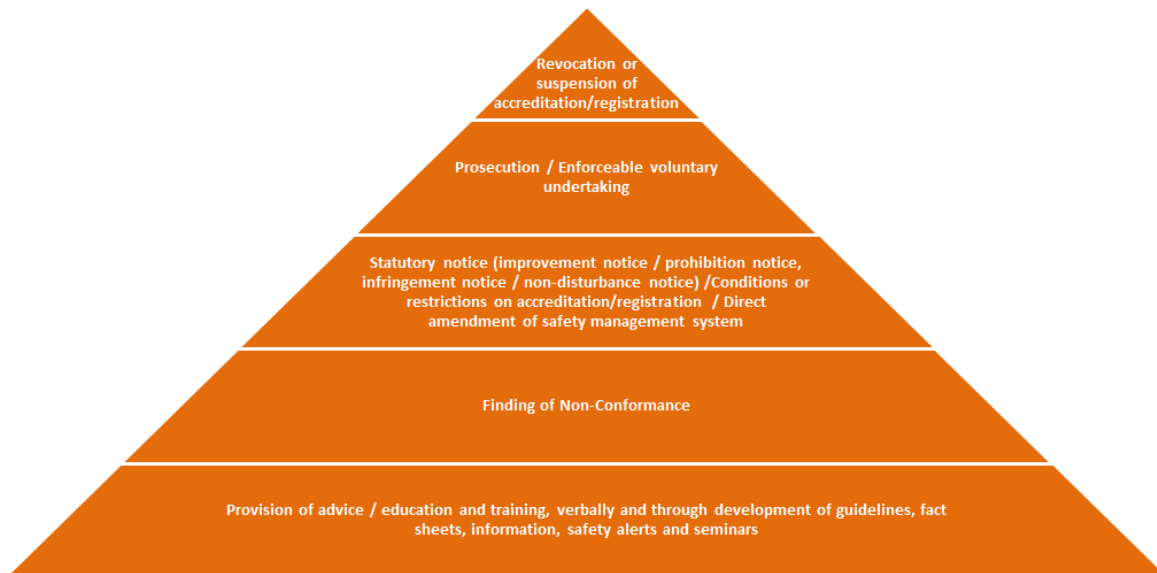 Revocation or
suspension of
accreditation/registration
Prosecution / Enforceable voluntary
undertaking
Statutory notice (improvement notice / prohibition notice,
infringement notice / non-disturbance notice) /Conditions or
restrictions on accreditation/registration / Direct
amendment of safety management system
Finding of Non-Conformance
Provision of advice / education and training, verbally and through development of guidelines, fact
sheets, information, safety alerts and seminars